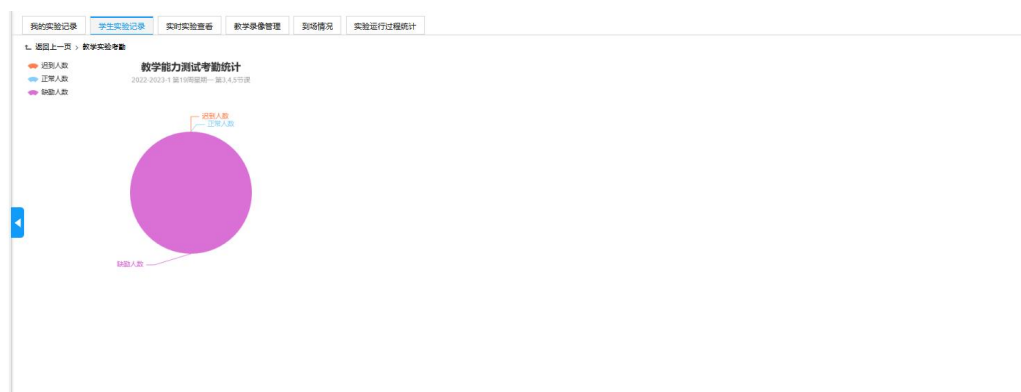 我的实验记录 学生实验记录 实时实验查看 教学录像管理 到场情况 实验运行过程统计
返回上一页 > 教学实验考勤
迟到人数
正常人数
缺勤人数
教学能力测试考勤统计
2022-2023-1 第19周星期一 第3,4,5节课
迟到人数
正常人数
缺勤人数